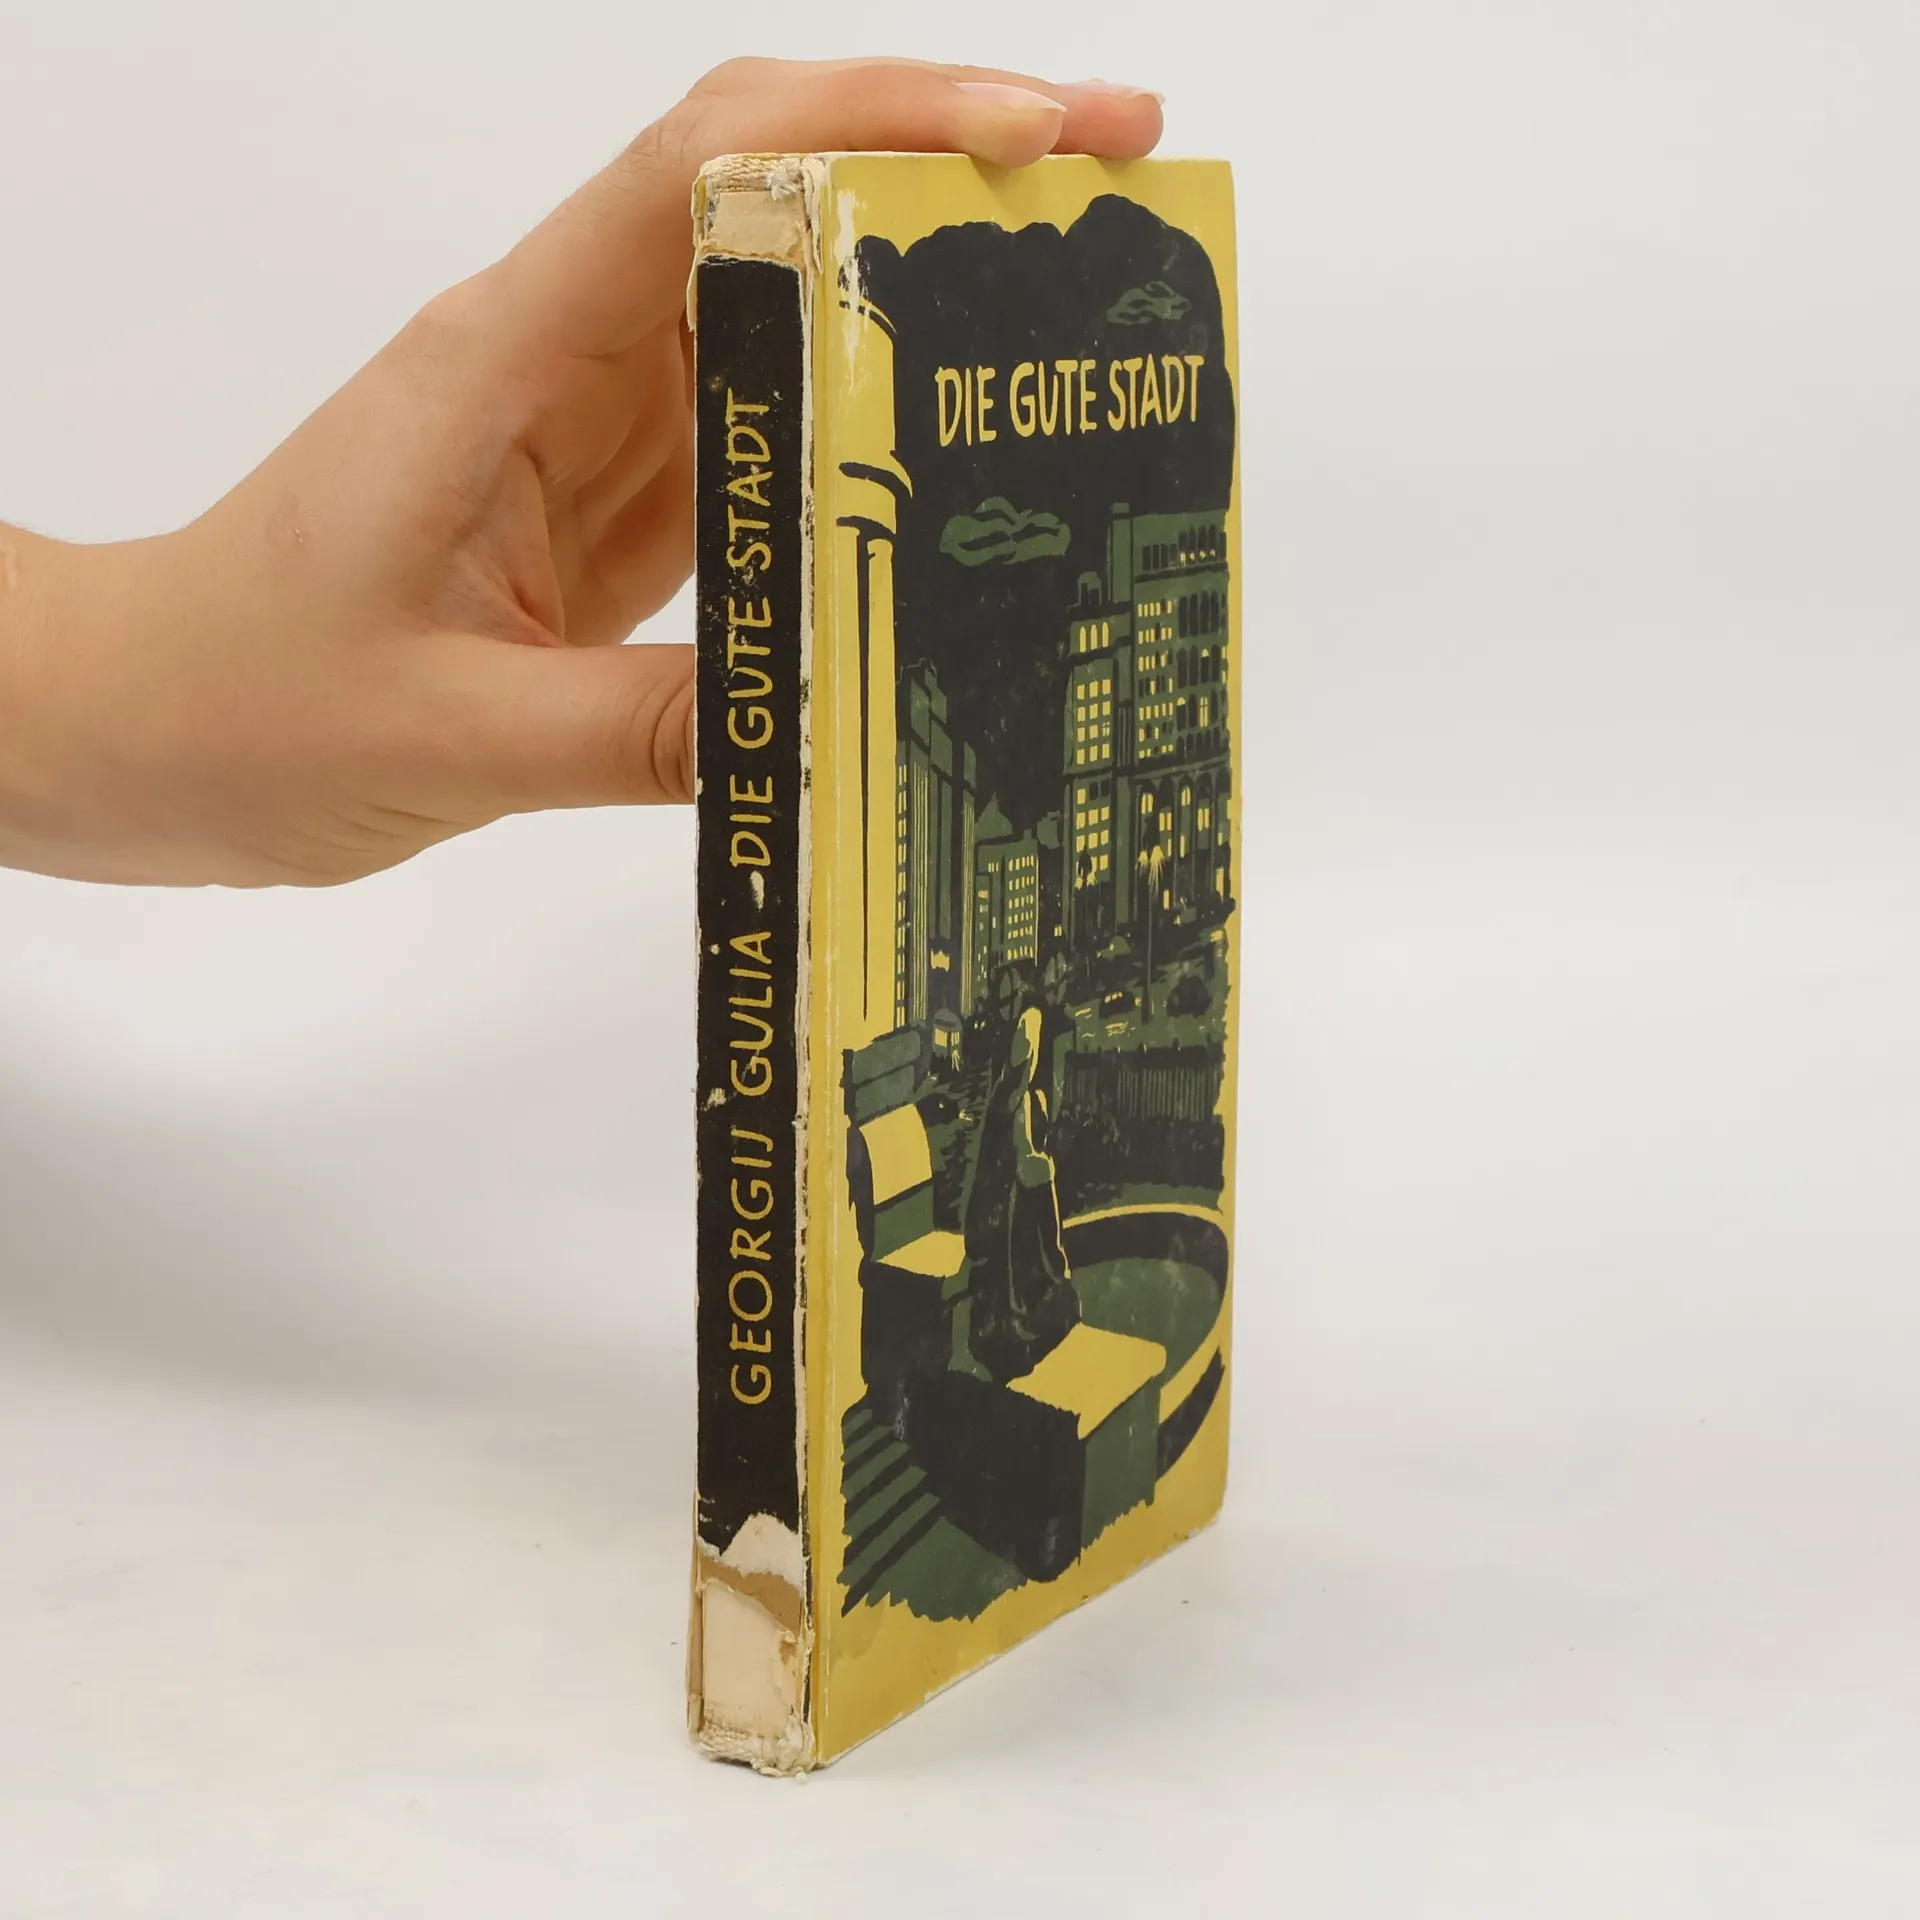 GEORGIJ GULIA - DIE GUTE STADT
DIE GUTE STADT